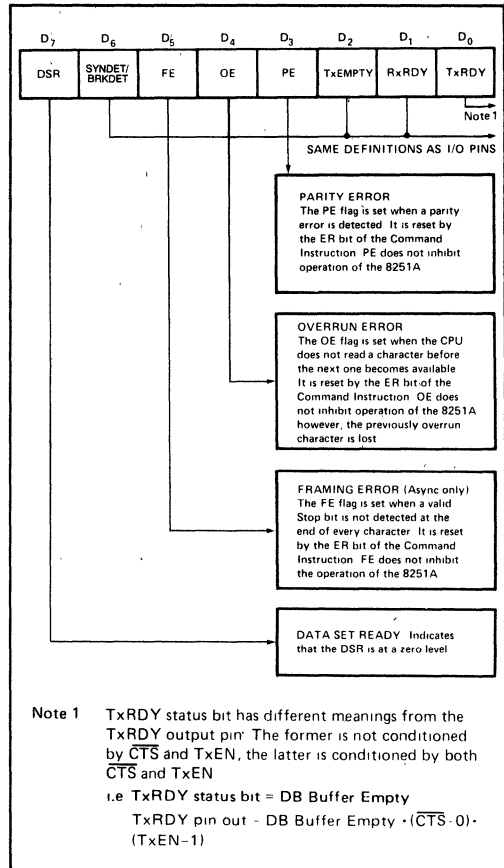 D7 D6 D5 D4 D3 D2 D1 D0
DSR SYNDET/ BRKDET FE OE PE TxEMPTY RxRDY TxRDY
Note 1
SAME DEFINITIONS AS I/O PINS
PARITY ERROR
The PE flag is set when a parity
error is detected It is reset by
the ER bit of the Command
Instruction PE does not inhibit
operation of the 8251A
OVERRUN ERROR
The OE flag is set when the CPU
does not read a character before
the next one becomes available
It is reset by the ER bit of the
Command Instruction OE does
not inhibit operation of the 8251A
however, the previously overrun
character is lost
FRAMING ERROR (Async only)
The FE flag is set when a valid
Stop bit is not detected at the
end of every character It is reset
by the ER bit of the Command
Instruction FE does not inhibit
the operation of the 8251A
DATA SET READY Indicates
that the DSR is at a zero level
Note 1 TxRDY status bit has different meanings from the
TxRDY output pin The former is not conditioned
by C̅T̅S̅ and TxEN, the latter is conditioned by both
C̅T̅S̅ and TxEN
i.e TxRDY status bit = DB Buffer Empty
TxRDY pin out - DB Buffer Empty ·(C̅T̅S̅-0)·
(TxEN-1)